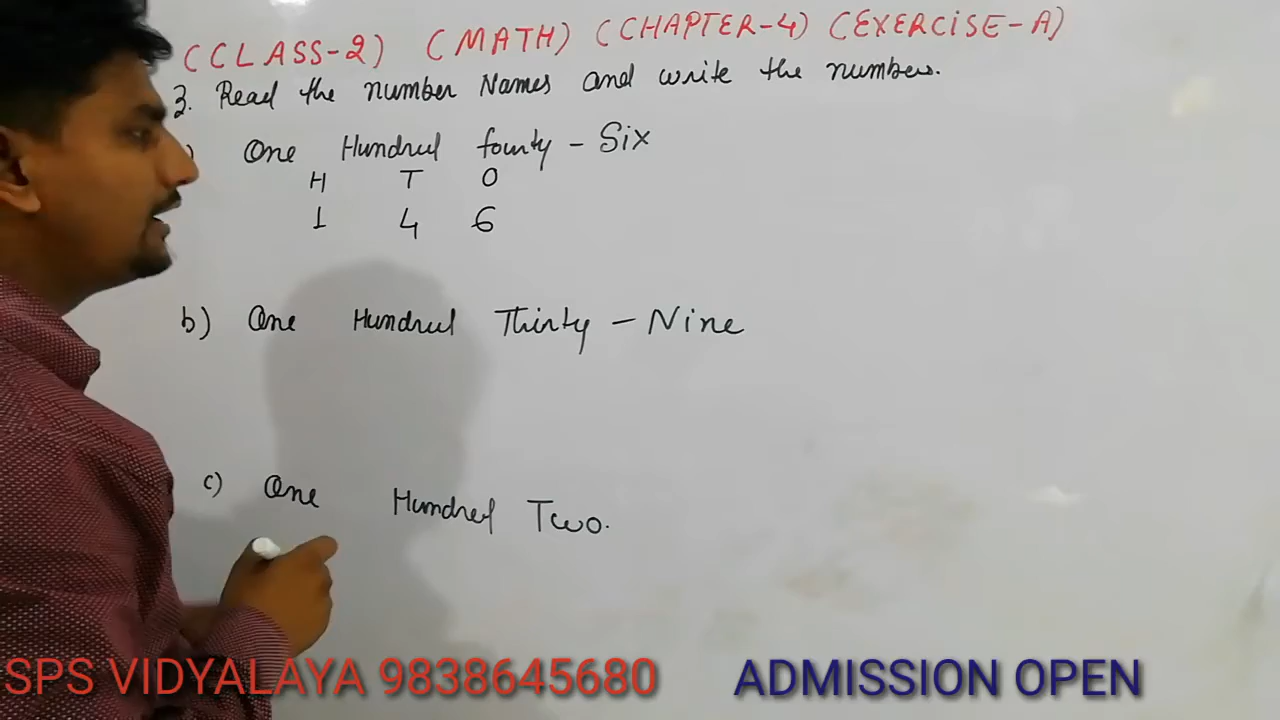 (CLASS-2) (MATH) (CHAPTER-4) (EXERCISE-A)
3. Read the number Names and write the numbers.
) One Hundred fourty - Six
H T O
1 4 6
b) One Hundred Thirty - Nine
c) One Hundred Two.
SPS VIDYALAYA 9838645680 ADMISSION OPEN